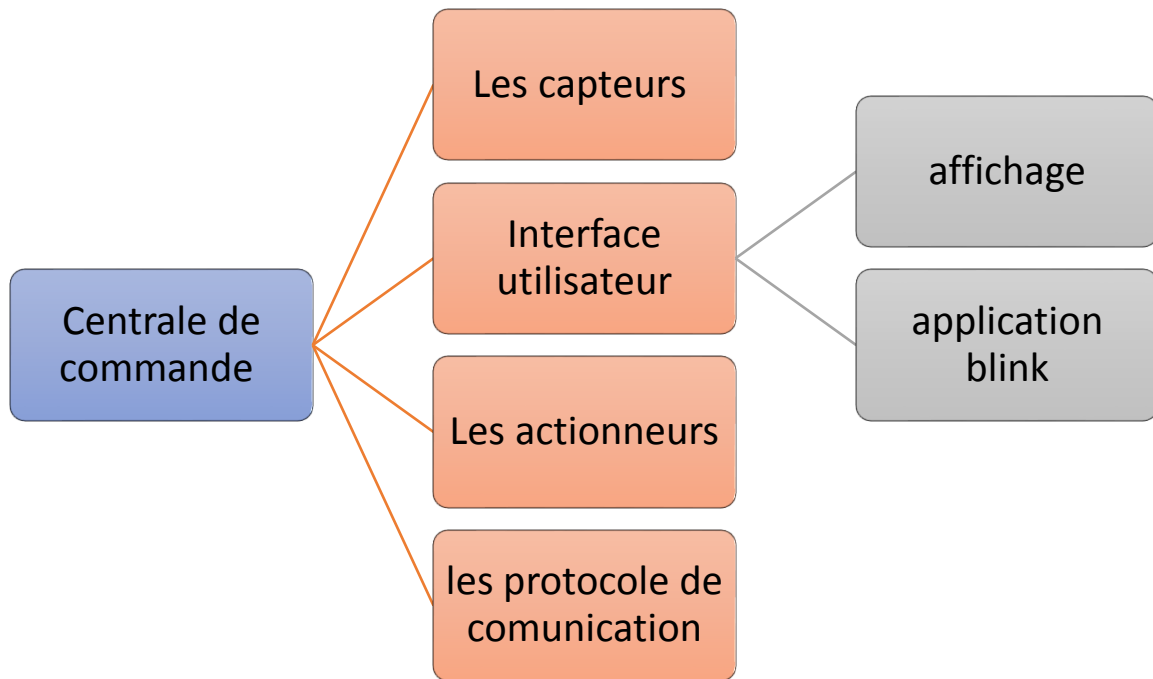 Centrale de
commande
Les capteurs
Interface
utilisateur
Les actionneurs
les protocole de
comunication
affichage
application
blink